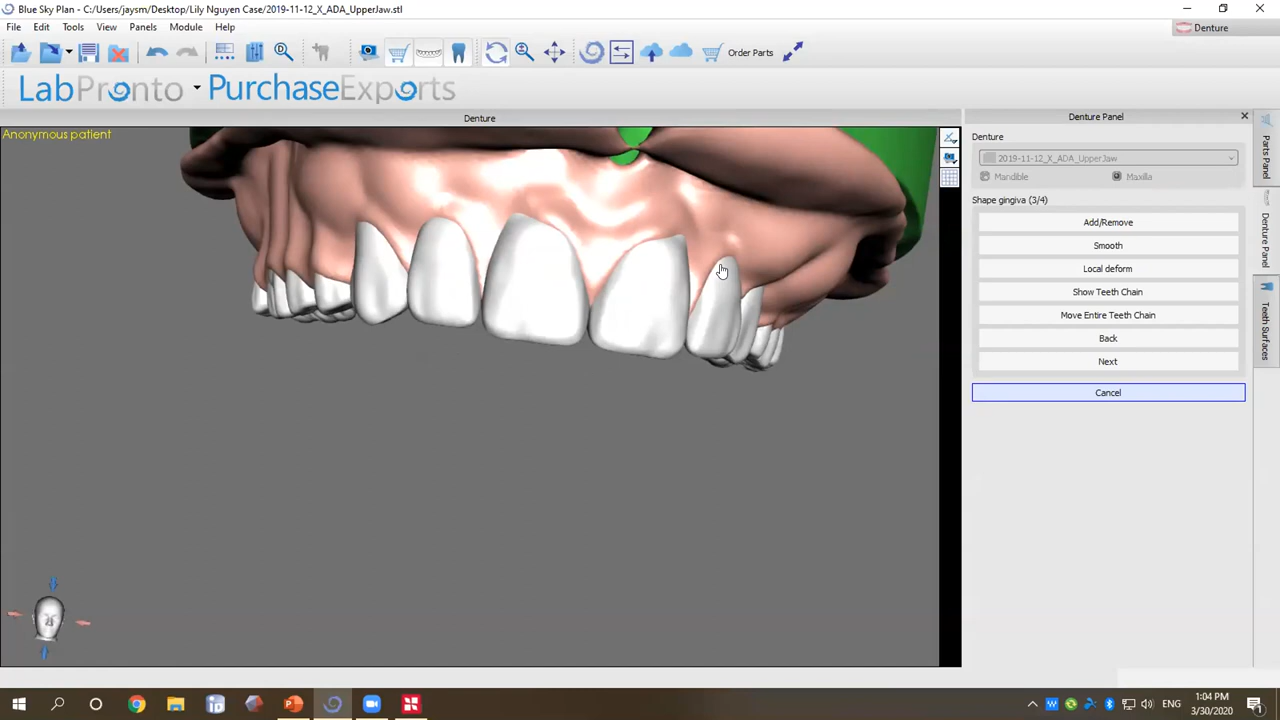 Blue Sky Plan - C:/Users/jaysm/Desktop/Lily Nguyen Case/2019-11-12_X_ADA_UpperJaw.stl
File Edit Tools View Panels Module Help
Denture
Order Parts
LabPronto PurchaseExports
Denture
Denture Panel
Anonymous patient
Denture
2019-11-12_X_ADA_UpperJaw
Mandible Maxilla
Shape gingiva (3/4)
Add/Remove
Smooth
Local deform
Show Teeth Chain
Move Entire Teeth Chain
Back
Next
Cancel
Parts Panel
Denture Panel
Teeth Surfaces
ENG
1:04 PM
3/30/2020